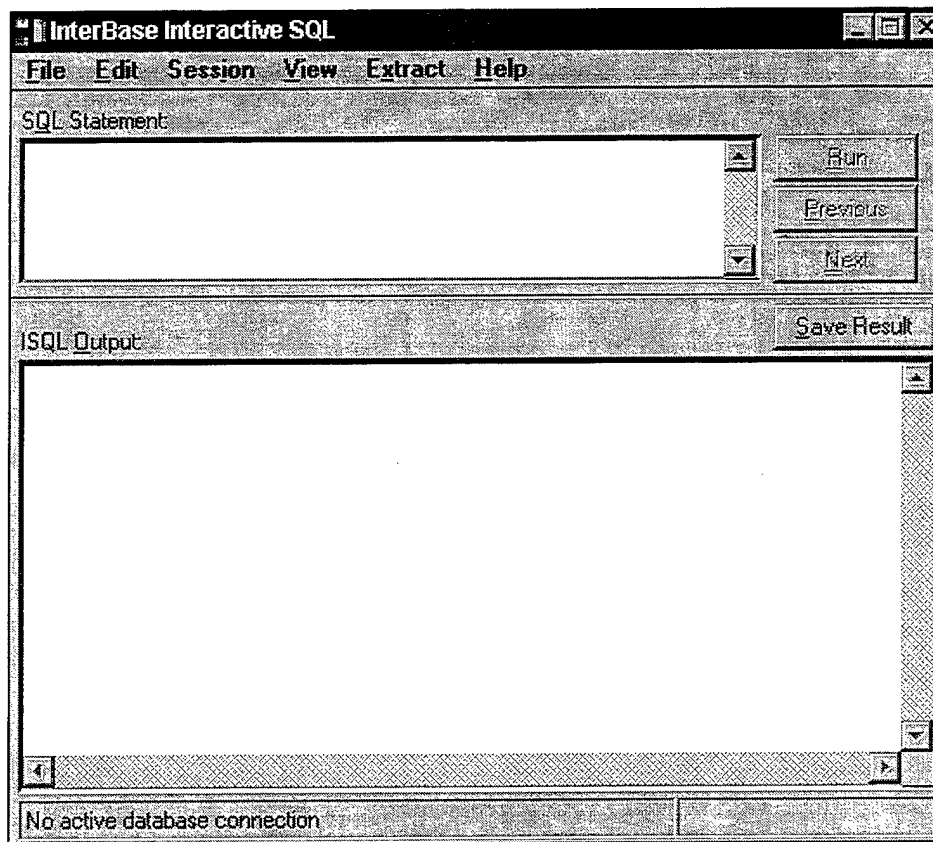 InterBase Interactive SQL
File Edit Session View Extract Help
SQL Statement:
Run
Previous
Next
Save Result
ISQL Output:
No active database connection